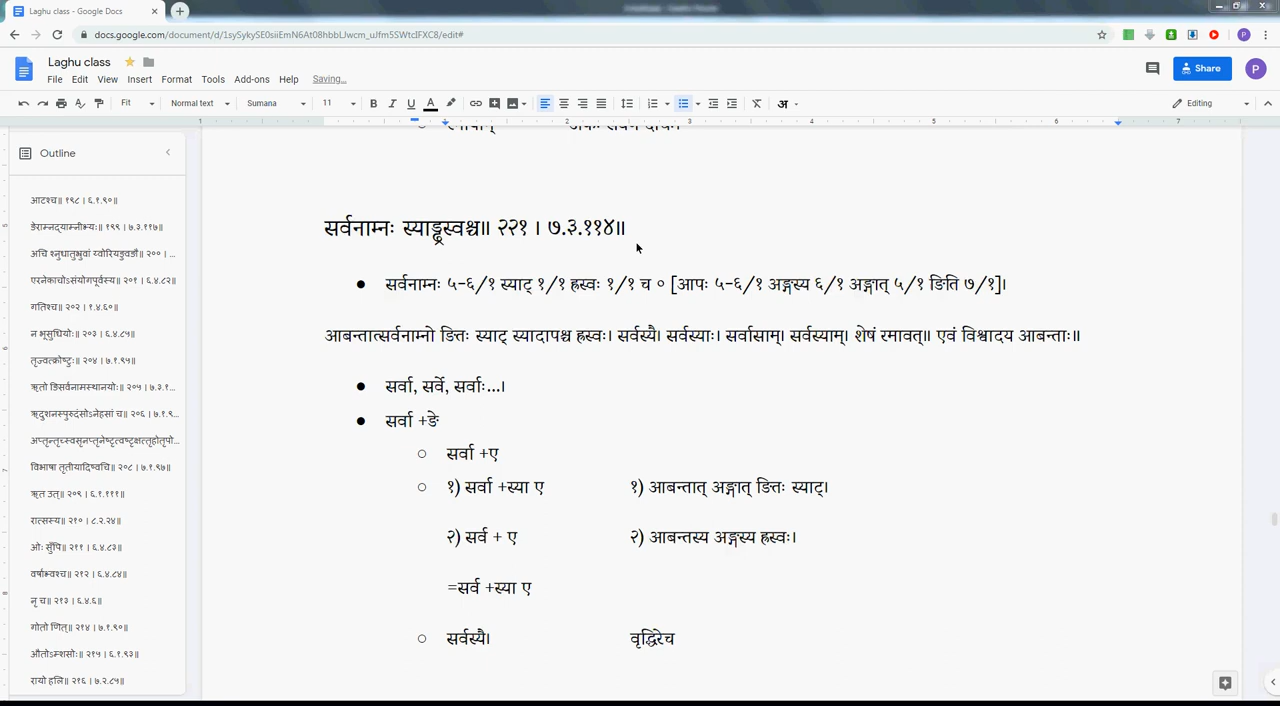 Laghu class - Google Docs
docs.google.com/document/d/1sySykySE0siiEmN6At08hbbLJwcm_uJfm5SWtcIFXC8/edit#
Laghu class
Share
File Edit View Insert Format Tools Add-ons Help Saving...
Fit Normal text Sumana 11 Editing
Outline
आटश्च॥ १९८ । ६.१.९०॥
ङेराम्नद्याम्नीभ्यः॥ १९९ । ७.३.११७॥
अचि श्नुधातुभ्रुवां य्वोरियङुवङौ॥ २०० । ...
एरनेकाचोऽसंयोगपूर्वस्य॥ २०१ । ६.४.८२॥
गतिश्च॥ २०२ । १.४.६०॥
न भूसुधियोः॥ २०३ । ६.४.८५॥
तृज्वत्क्रोष्टुः॥ २०४ । ७.१.९५॥
ऋतो ङिसर्वनामस्थानयोः॥ २०५ । ७.३.१...
ऋदुशनस्पुरुदंसोऽनेहसां च॥ २०६ । ७.१.९...
अप्तृन्तृच्स्वसृनप्तृनेष्टृत्वष्टृक्षत्तृहोतृपो...
विभाषा तृतीयादिष्वचि॥ २०८ । ७.१.९७॥
ऋत उत्॥ २०९ । ६.१.१११॥
रात्सस्य॥ २१० । ८.२.२४॥
ओः सुँपि॥ २११ । ६.४.८३॥
वर्षाभ्वश्च॥ २१२ । ६.४.८४॥
नृ च॥ २१३ । ६.४.६॥
गोतो णित्॥ २१४ । ७.१.९०॥
औतोऽम्शसोः॥ २१५ । ६.१.९३॥
रायो हलि॥ २१६ । ७.२.८५॥
सर्वनाम्नः स्याड्ढ्रस्वश्च॥ २२१ । ७.३.११४॥
● सर्वनाम्नः ५-६/१ स्याट् १/१ ह्रस्वः १/१ च ० [आपः ५-६/१ अङ्गस्य ६/१ अङ्गात् ५/१ ङिति ७/१]।
आबन्तात्सर्वनाम्नो ङितः स्याट् स्यादापश्च ह्रस्वः। सर्वस्यै। सर्वस्याः। सर्वासाम्। सर्वस्याम्। शेषं रमावत्॥ एवं विश्वादय आबन्ताः॥
● सर्वा, सर्वे, सर्वाः...।
● सर्वा +ङे
○ सर्वा +ए
○ १) सर्वा +स्या ए १) आबन्तात् अङ्गात् ङितः स्याट्।
२) सर्व + ए २) आबन्तस्य अङ्गस्य ह्रस्वः।
=सर्व +स्या ए
○ सर्वस्यै। वृद्धिरेच